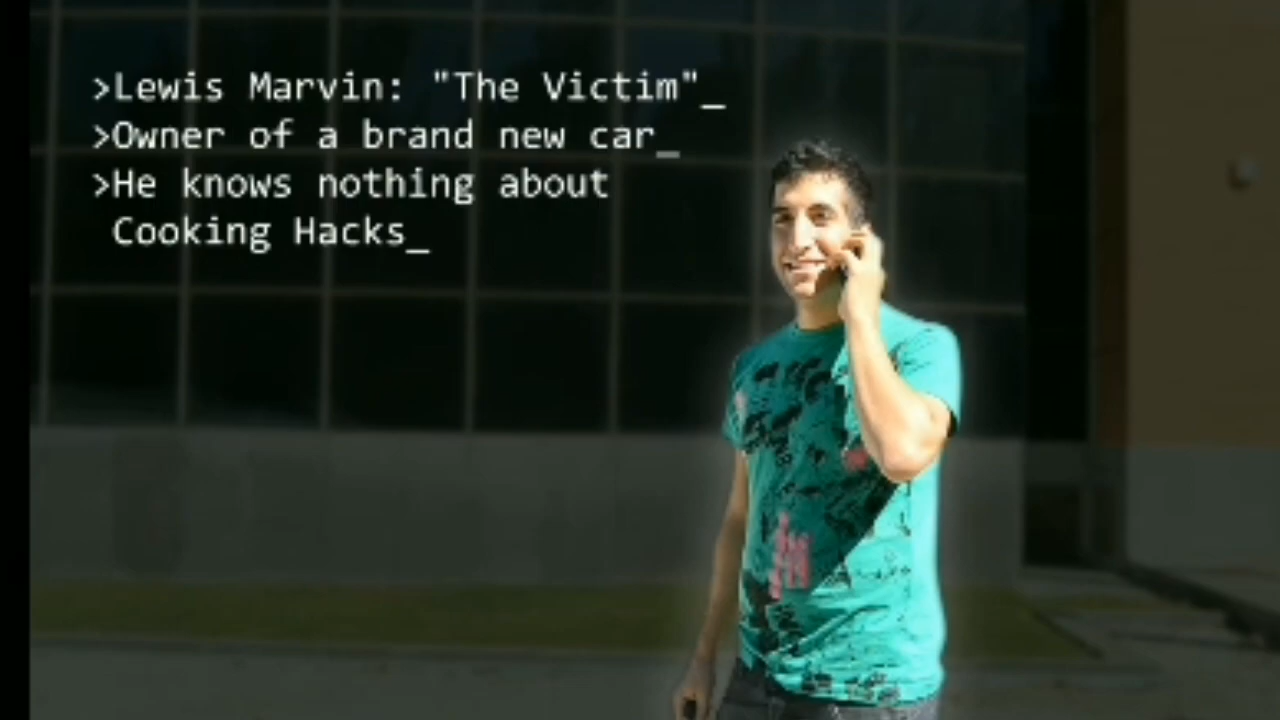 >Lewis Marvin: "The Victim"_
>Owner of a brand new car_
>He knows nothing about
Cooking Hacks_